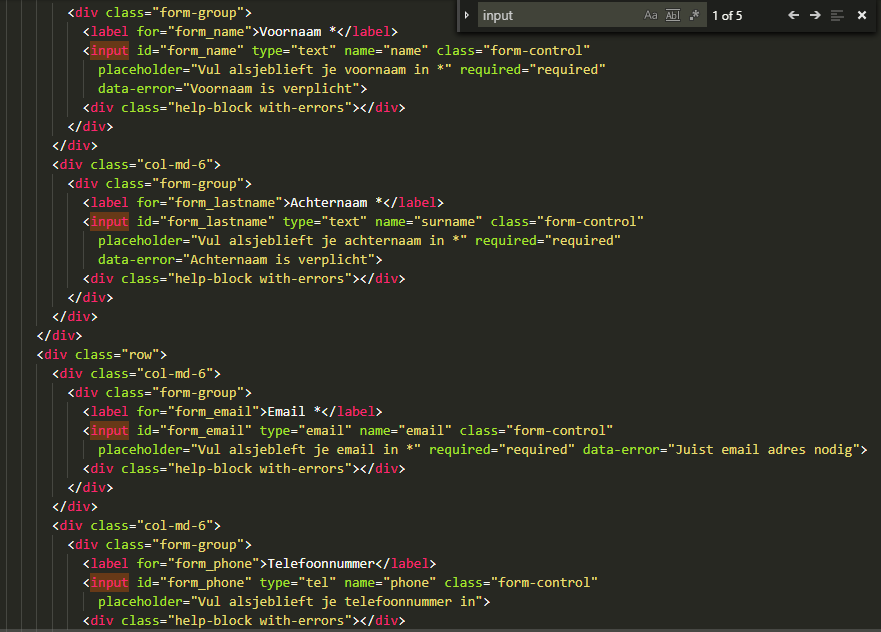 input Aa Ab| .* 1 of 5
<div class="form-group">
<label for="form_name">Voornaam *</label>
<input id="form_name" type="text" name="name" class="form-control"
placeholder="Vul alsjeblieft je voornaam in *" required="required"
data-error="Voornaam is verplicht">
<div class="help-block with-errors"></div>
</div>
</div>
<div class="col-md-6">
<div class="form-group">
<label for="form_lastname">Achternaam *</label>
<input id="form_lastname" type="text" name="surname" class="form-control"
placeholder="Vul alsjeblieft je achternaam in *" required="required"
data-error="Achternaam is verplicht">
<div class="help-block with-errors"></div>
</div>
</div>
</div>
<div class="row">
<div class="col-md-6">
<div class="form-group">
<label for="form_email">Email *</label>
<input id="form_email" type="email" name="email" class="form-control"
placeholder="Vul alsjebleft je email in *" required="required" data-error="Juist email adres nodig">
<div class="help-block with-errors"></div>
</div>
</div>
<div class="col-md-6">
<div class="form-group">
<label for="form_phone">Telefoonnummer</label>
<input id="form_phone" type="tel" name="phone" class="form-control"
placeholder="Vul alsjeblieft je telefoonnummer in">
<div class="help-block with-errors"></div>